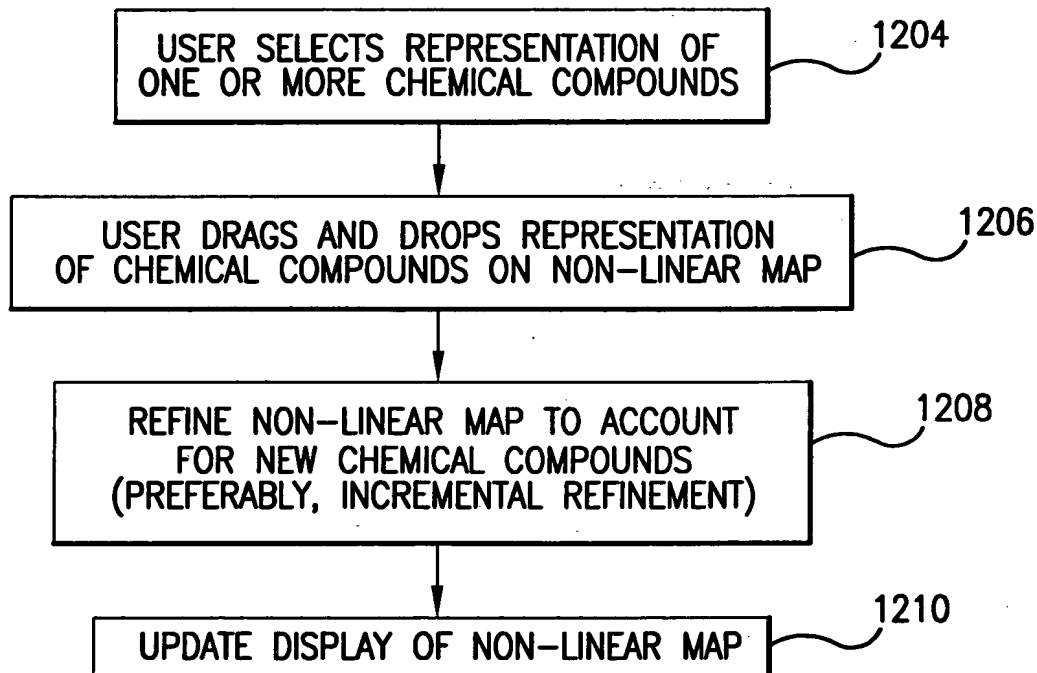 USER SELECTS REPRESENTATION OF
ONE OR MORE CHEMICAL COMPOUNDS
1204
USER DRAGS AND DROPS REPRESENTATION
OF CHEMICAL COMPOUNDS ON NON-LINEAR MAP
1206
REFINE NON-LINEAR MAP TO ACCOUNT
FOR NEW CHEMICAL COMPOUNDS
(PREFERABLY, INCREMENTAL REFINEMENT)
1208
UPDATE DISPLAY OF NON-LINEAR MAP
1210